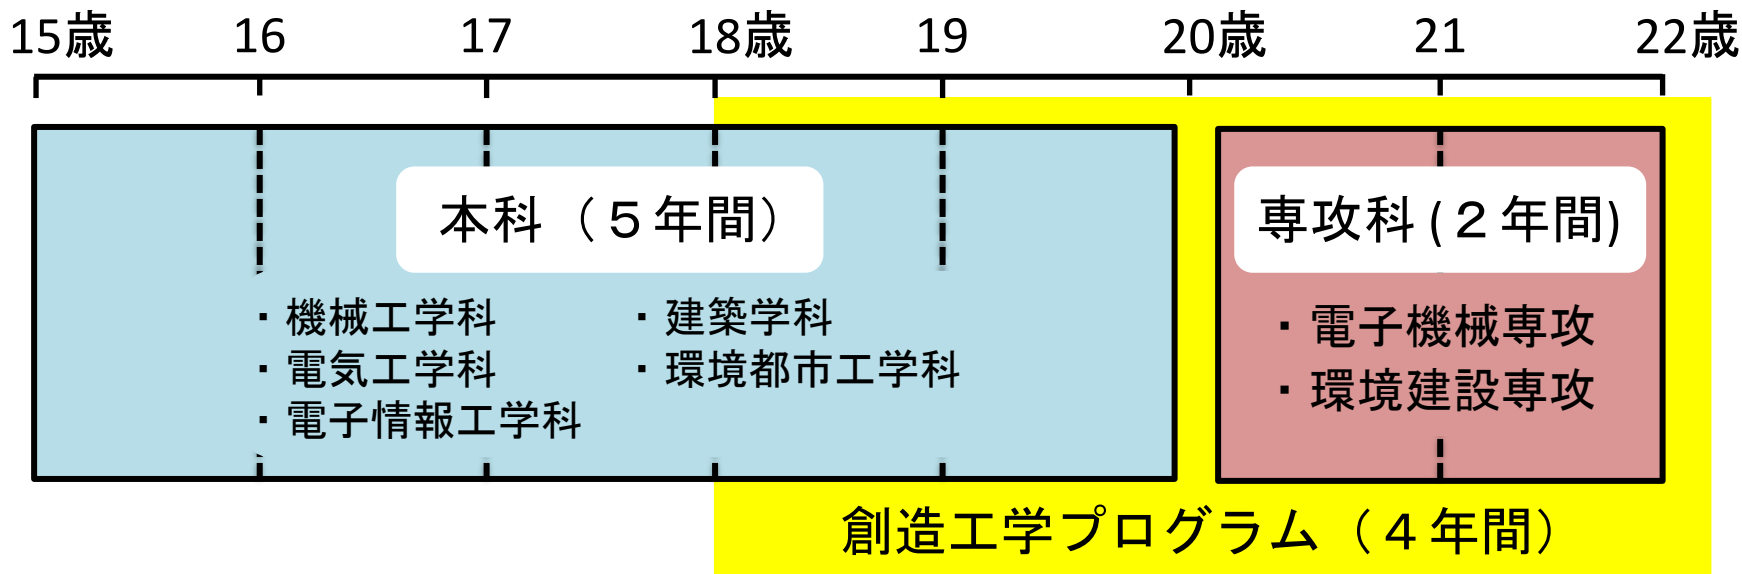 15歳 16 17 18歳 19 20歳 21 22歳
本科（５年間）
専攻科(２年間)
・機械工学科
・電気工学科
・電子情報工学科
・建築学科
・環境都市工学科
・電子機械専攻
・環境建設専攻
創造工学プログラム（４年間）